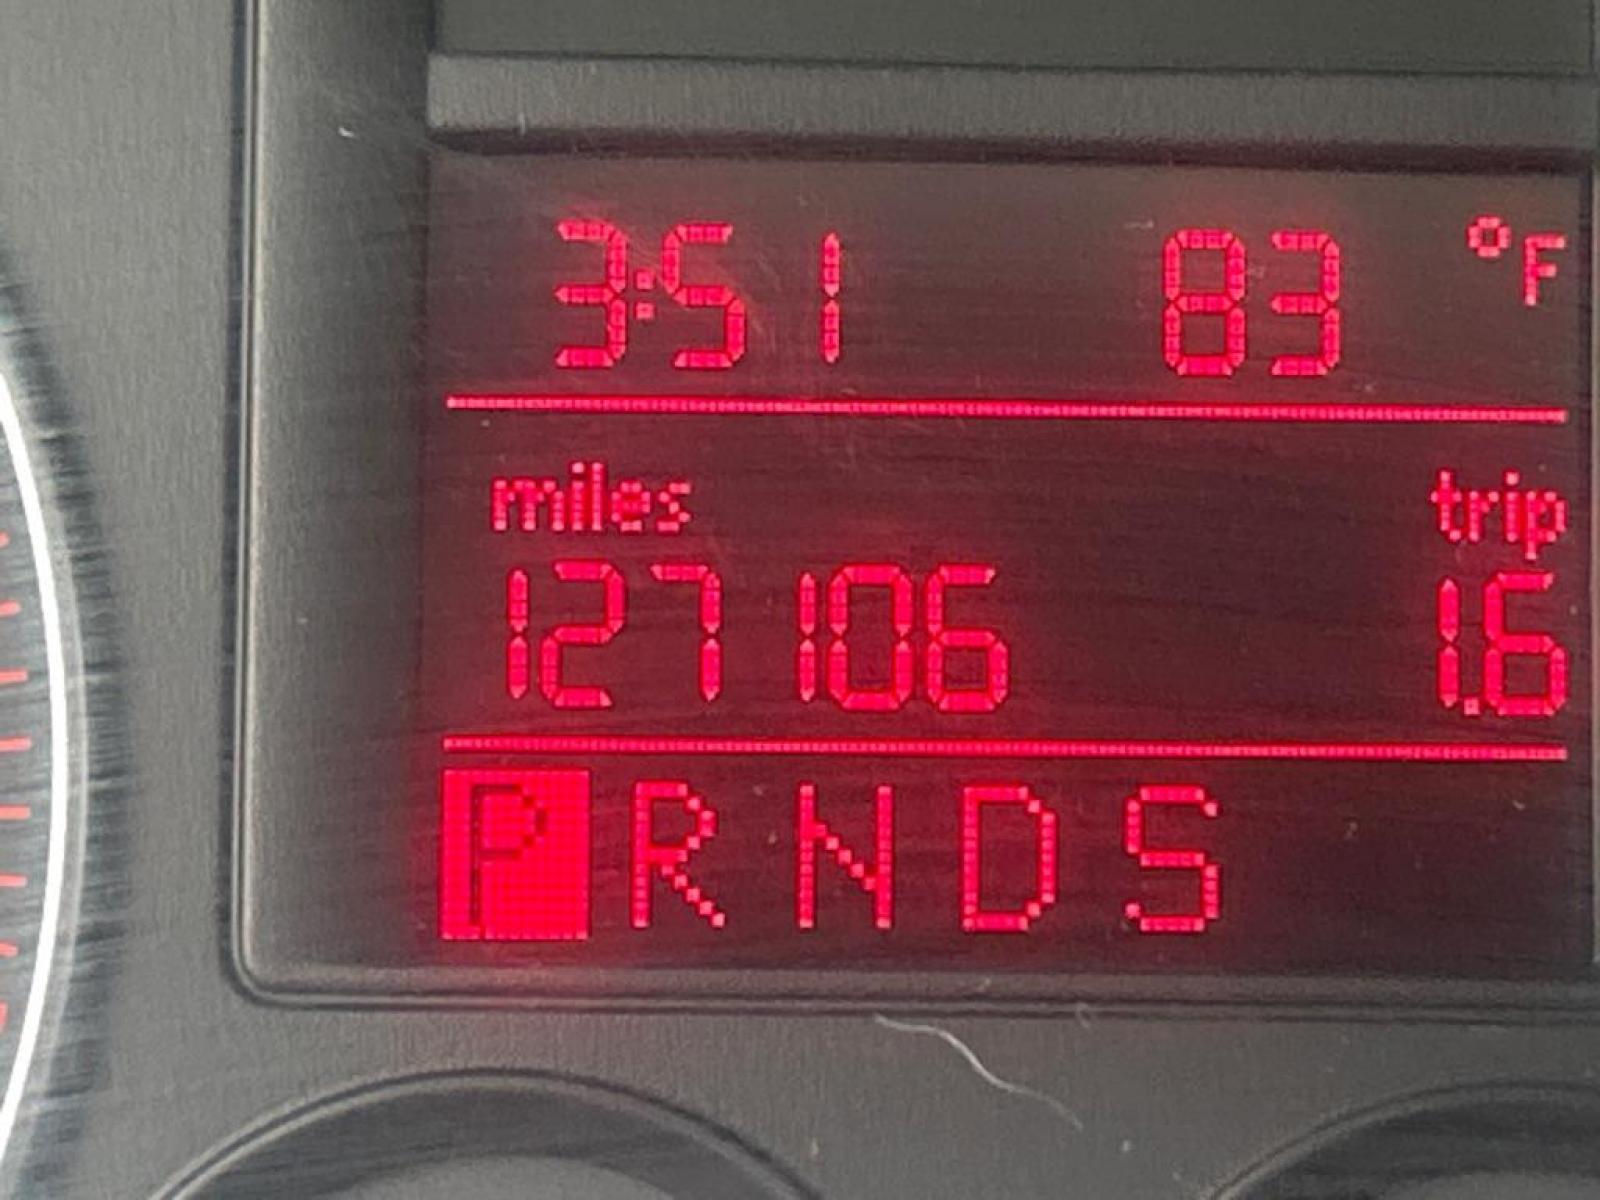 3:51 83 °F
miles trip
127106 1.6
P R N D S